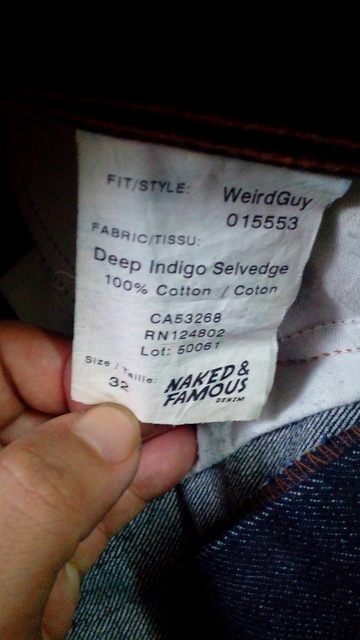 FIT/STYLE: WeirdGuy
015553
FABRIC/TISSU:
Deep Indigo Selvedge
100% Cotton / Coton
CA53268
RN124802
Lot: 50061
Size / Taille:
32
NAKED &
FAMOUS
DENIM